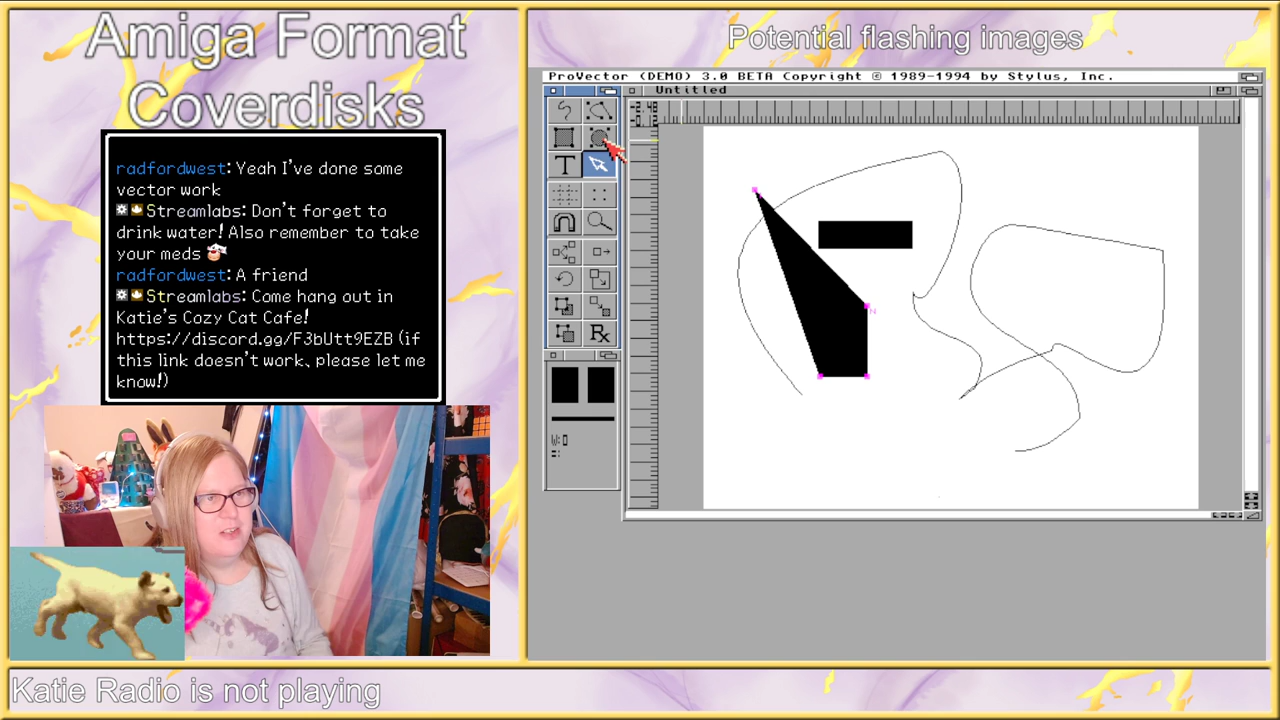 Amiga Format
Coverdisks
Potential flashing images
radfordwest: Yeah I've done some
vector work
Streamlabs: Don't forget to
drink water! Also remember to take
your meds
radfordwest: A friend
Streamlabs: Come hang out in
Katie's Cozy Cat Cafe!
https://discord.gg/F3bUtt9EZB (if
this link doesn't work, please let me
know!)
ProVector (DEMO) 3.0 BETA Copyright © 1989-1994 by Stylus, Inc.
Untitled
T
Rx
W:
Katie Radio is not playing